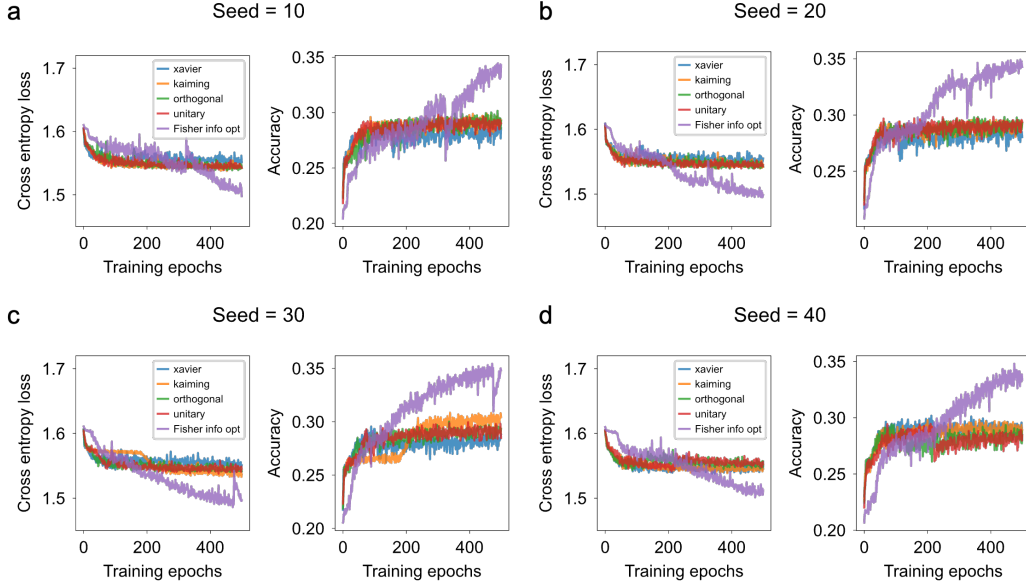 a
Seed = 10
Cross entropy loss
1.7
1.6
1.5
xavier
kaiming
orthogonal
unitary
Fisher info opt
0
200
400
Training epochs
Accuracy
0.35
0.30
0.25
0.20
0
200
400
Training epochs
b
Seed = 20
Cross entropy loss
1.7
1.6
1.5
xavier
kaiming
orthogonal
unitary
Fisher info opt
0
200
400
Training epochs
Accuracy
0.35
0.30
0.25
0
200
400
Training epochs
c
Seed = 30
Cross entropy loss
1.7
1.6
1.5
xavier
kaiming
orthogonal
unitary
Fisher info opt
0
200
400
Training epochs
Accuracy
0.35
0.30
0.25
0.20
0
200
400
Training epochs
d
Seed = 40
Cross entropy loss
1.7
1.6
1.5
xavier
kaiming
orthogonal
unitary
Fisher info opt
0
200
400
Training epochs
Accuracy
0.35
0.30
0.25
0.20
0
200
400
Training epochs